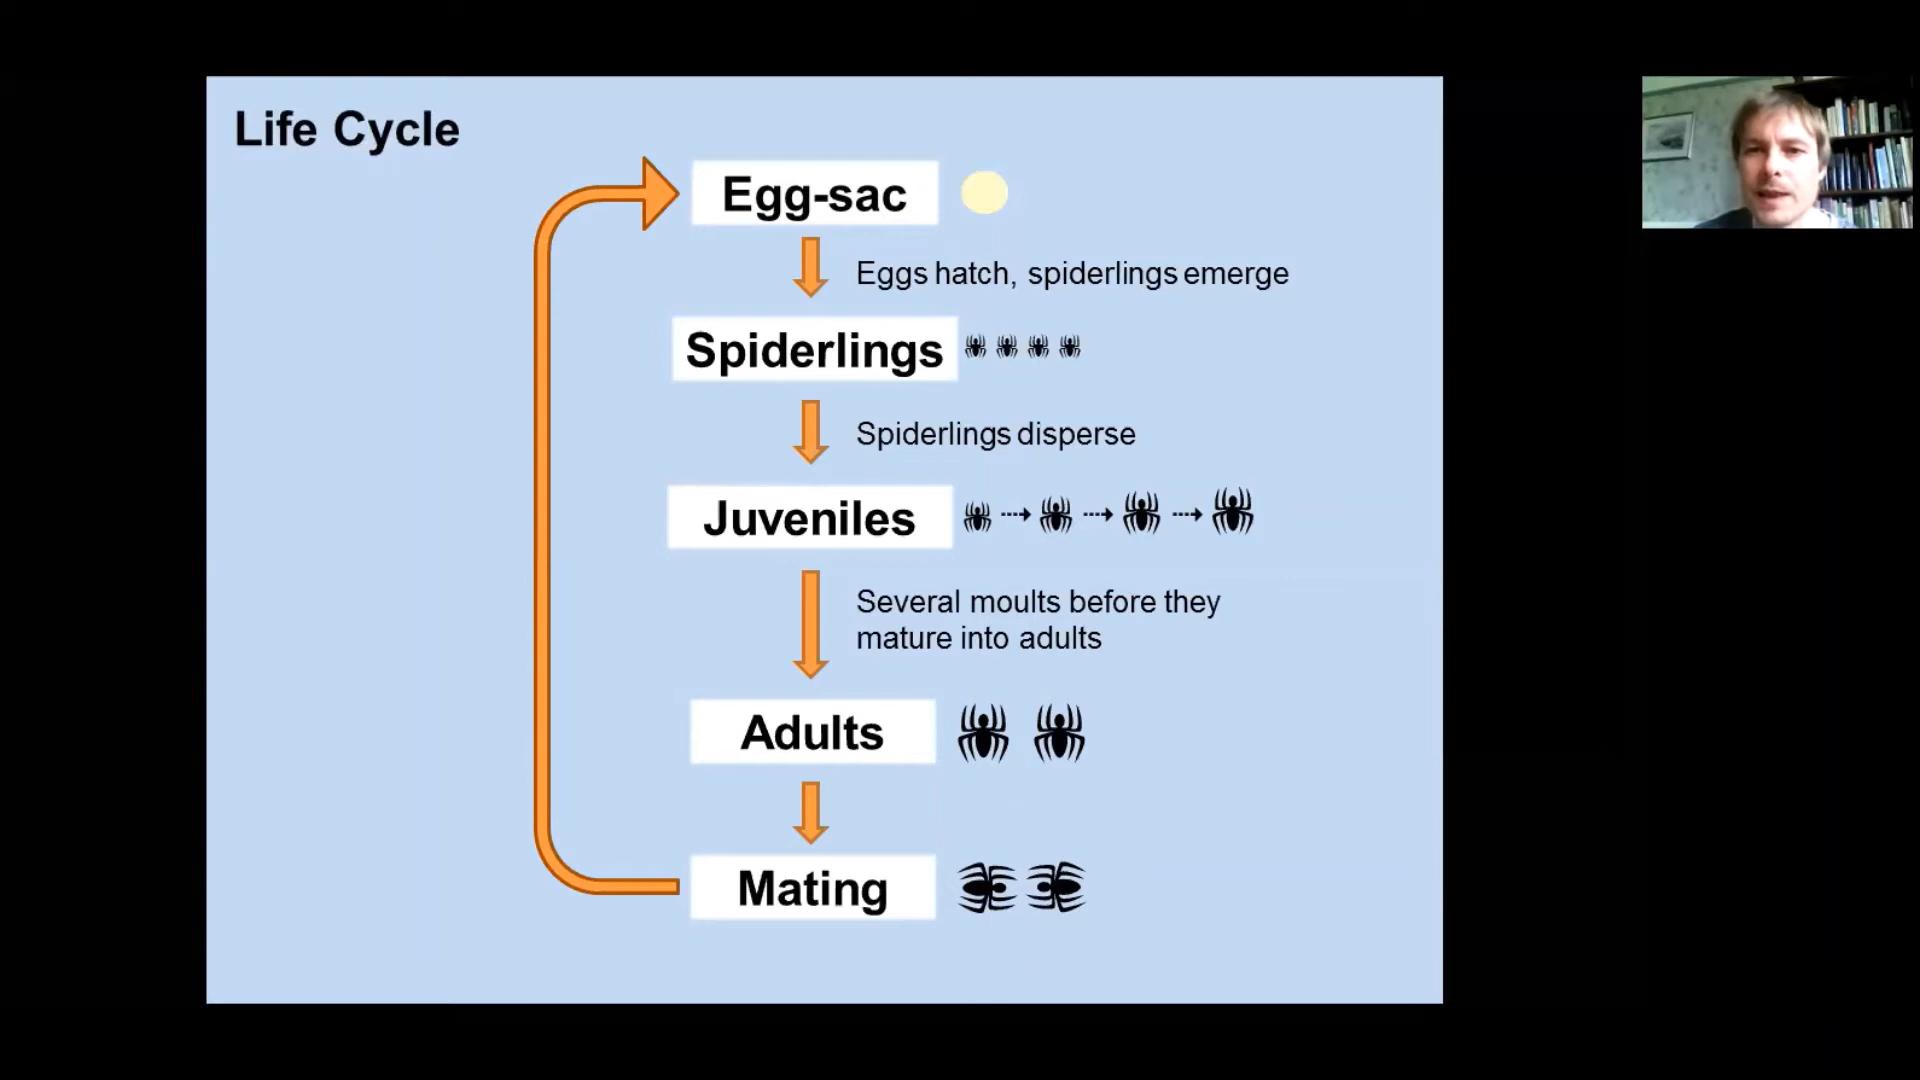 Life Cycle
Egg-sac
Eggs hatch, spiderlings emerge
Spiderlings
Spiderlings disperse
Juveniles
Several moults before they
mature into adults
Adults
Mating